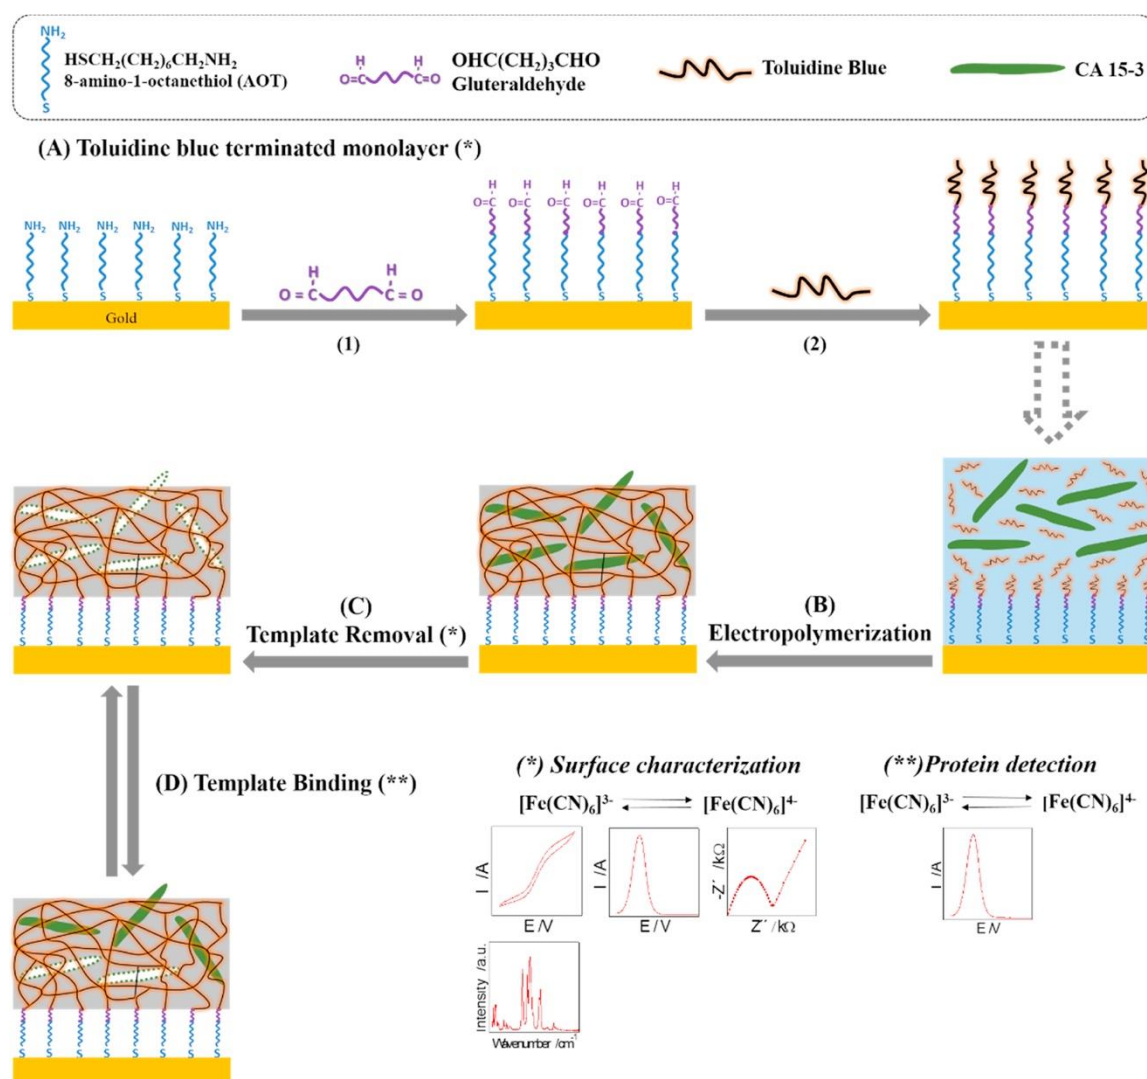 NH₂
S
HSCH₂(CH₂)₆CH₂NH₂
8-amino-1-octanethiol (AOT)
H H
O=C C=O
OHC(CH₂)₃CHO
Gluteraldehyde
Toluidine Blue
CA 15-3
(A) Toluidine blue terminated monolayer (*)
NH₂ NH₂ NH₂ NH₂ NH₂ NH₂
S S S S S S
Gold
H H
O=C C=O
(1)
H H H H H H
O=C O=C O=C O=C O=C O=C
S S S S S S
(2)
S S S S S S
S S S S S S S S
(C)
Template Removal (*)
S S S S S S S S
(B)
Electropolymerization
S S S S S S S S
(D) Template Binding (**)
(*) Surface characterization
[Fe(CN)₆]³⁻ [Fe(CN)₆]⁴⁻
I /A
E /V
I /A
E / V
-Z´ / kΩ
Z´ / kΩ
Intensity /a.u.
Wavenumber /cm⁻¹
(**)Protein detection
[Fe(CN)₆]³⁻ [Fe(CN)₆]⁴⁻
I /A
E /V
S S S S S S S S